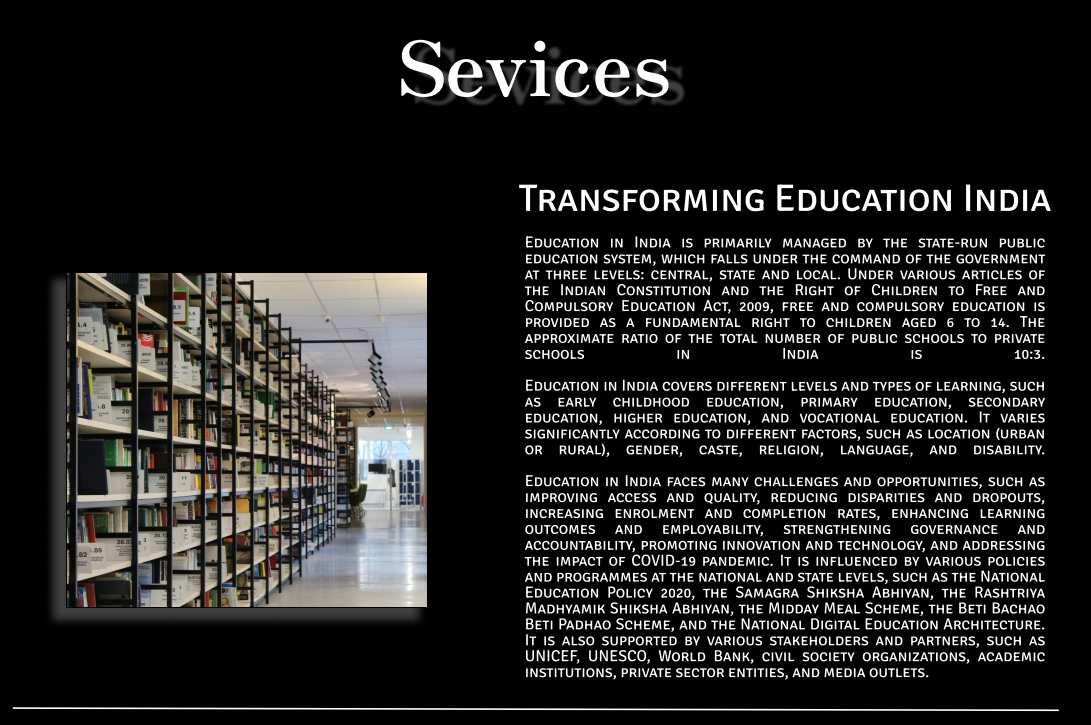 Sevices
Transforming Education India
Education in India is primarily managed by the state-run public
education system, which falls under the command of the government
at three levels: central, state and local. Under various articles of
the Indian Constitution and the Right of Children to Free and
Compulsory Education Act, 2009, free and compulsory education is
provided as a fundamental right to children aged 6 to 14. The
approximate ratio of the total number of public schools to private
schools in India is 10:3.
Education in India covers different levels and types of learning, such
as early childhood education, primary education, secondary
education, higher education, and vocational education. It varies
significantly according to different factors, such as location (urban
or rural), gender, caste, religion, language, and disability.
Education in India faces many challenges and opportunities, such as
improving access and quality, reducing disparities and dropouts,
increasing enrolment and completion rates, enhancing learning
outcomes and employability, strengthening governance and
accountability, promoting innovation and technology, and addressing
the impact of COVID-19 pandemic. It is influenced by various policies
and programmes at the national and state levels, such as the National
Education Policy 2020, the Samagra Shiksha Abhiyan, the Rashtriya
Madhyamik Shiksha Abhiyan, the Midday Meal Scheme, the Beti Bachao
Beti Padhao Scheme, and the National Digital Education Architecture.
It is also supported by various stakeholders and partners, such as
UNICEF, UNESCO, World Bank, civil society organizations, academic
institutions, private sector entities, and media outlets.